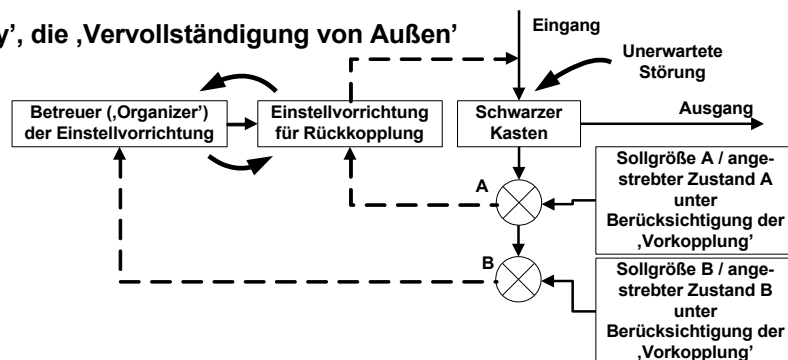 y’, die ‚Vervollständigung von Außen’
Eingang
Unerwartete
Störung
Betreuer (‚Organizer’)
der Einstellvorrichtung
Einstellvorrichtung
für Rückkopplung
Schwarzer
Kasten
Ausgang
A
Sollgröße A / ange-
strebter Zustand A
unter
Berücksichtigung der
‚Vorkopplung’
B
Sollgröße B / ange-
strebter Zustand B
unter
Berücksichtigung der
‚Vorkopplung’